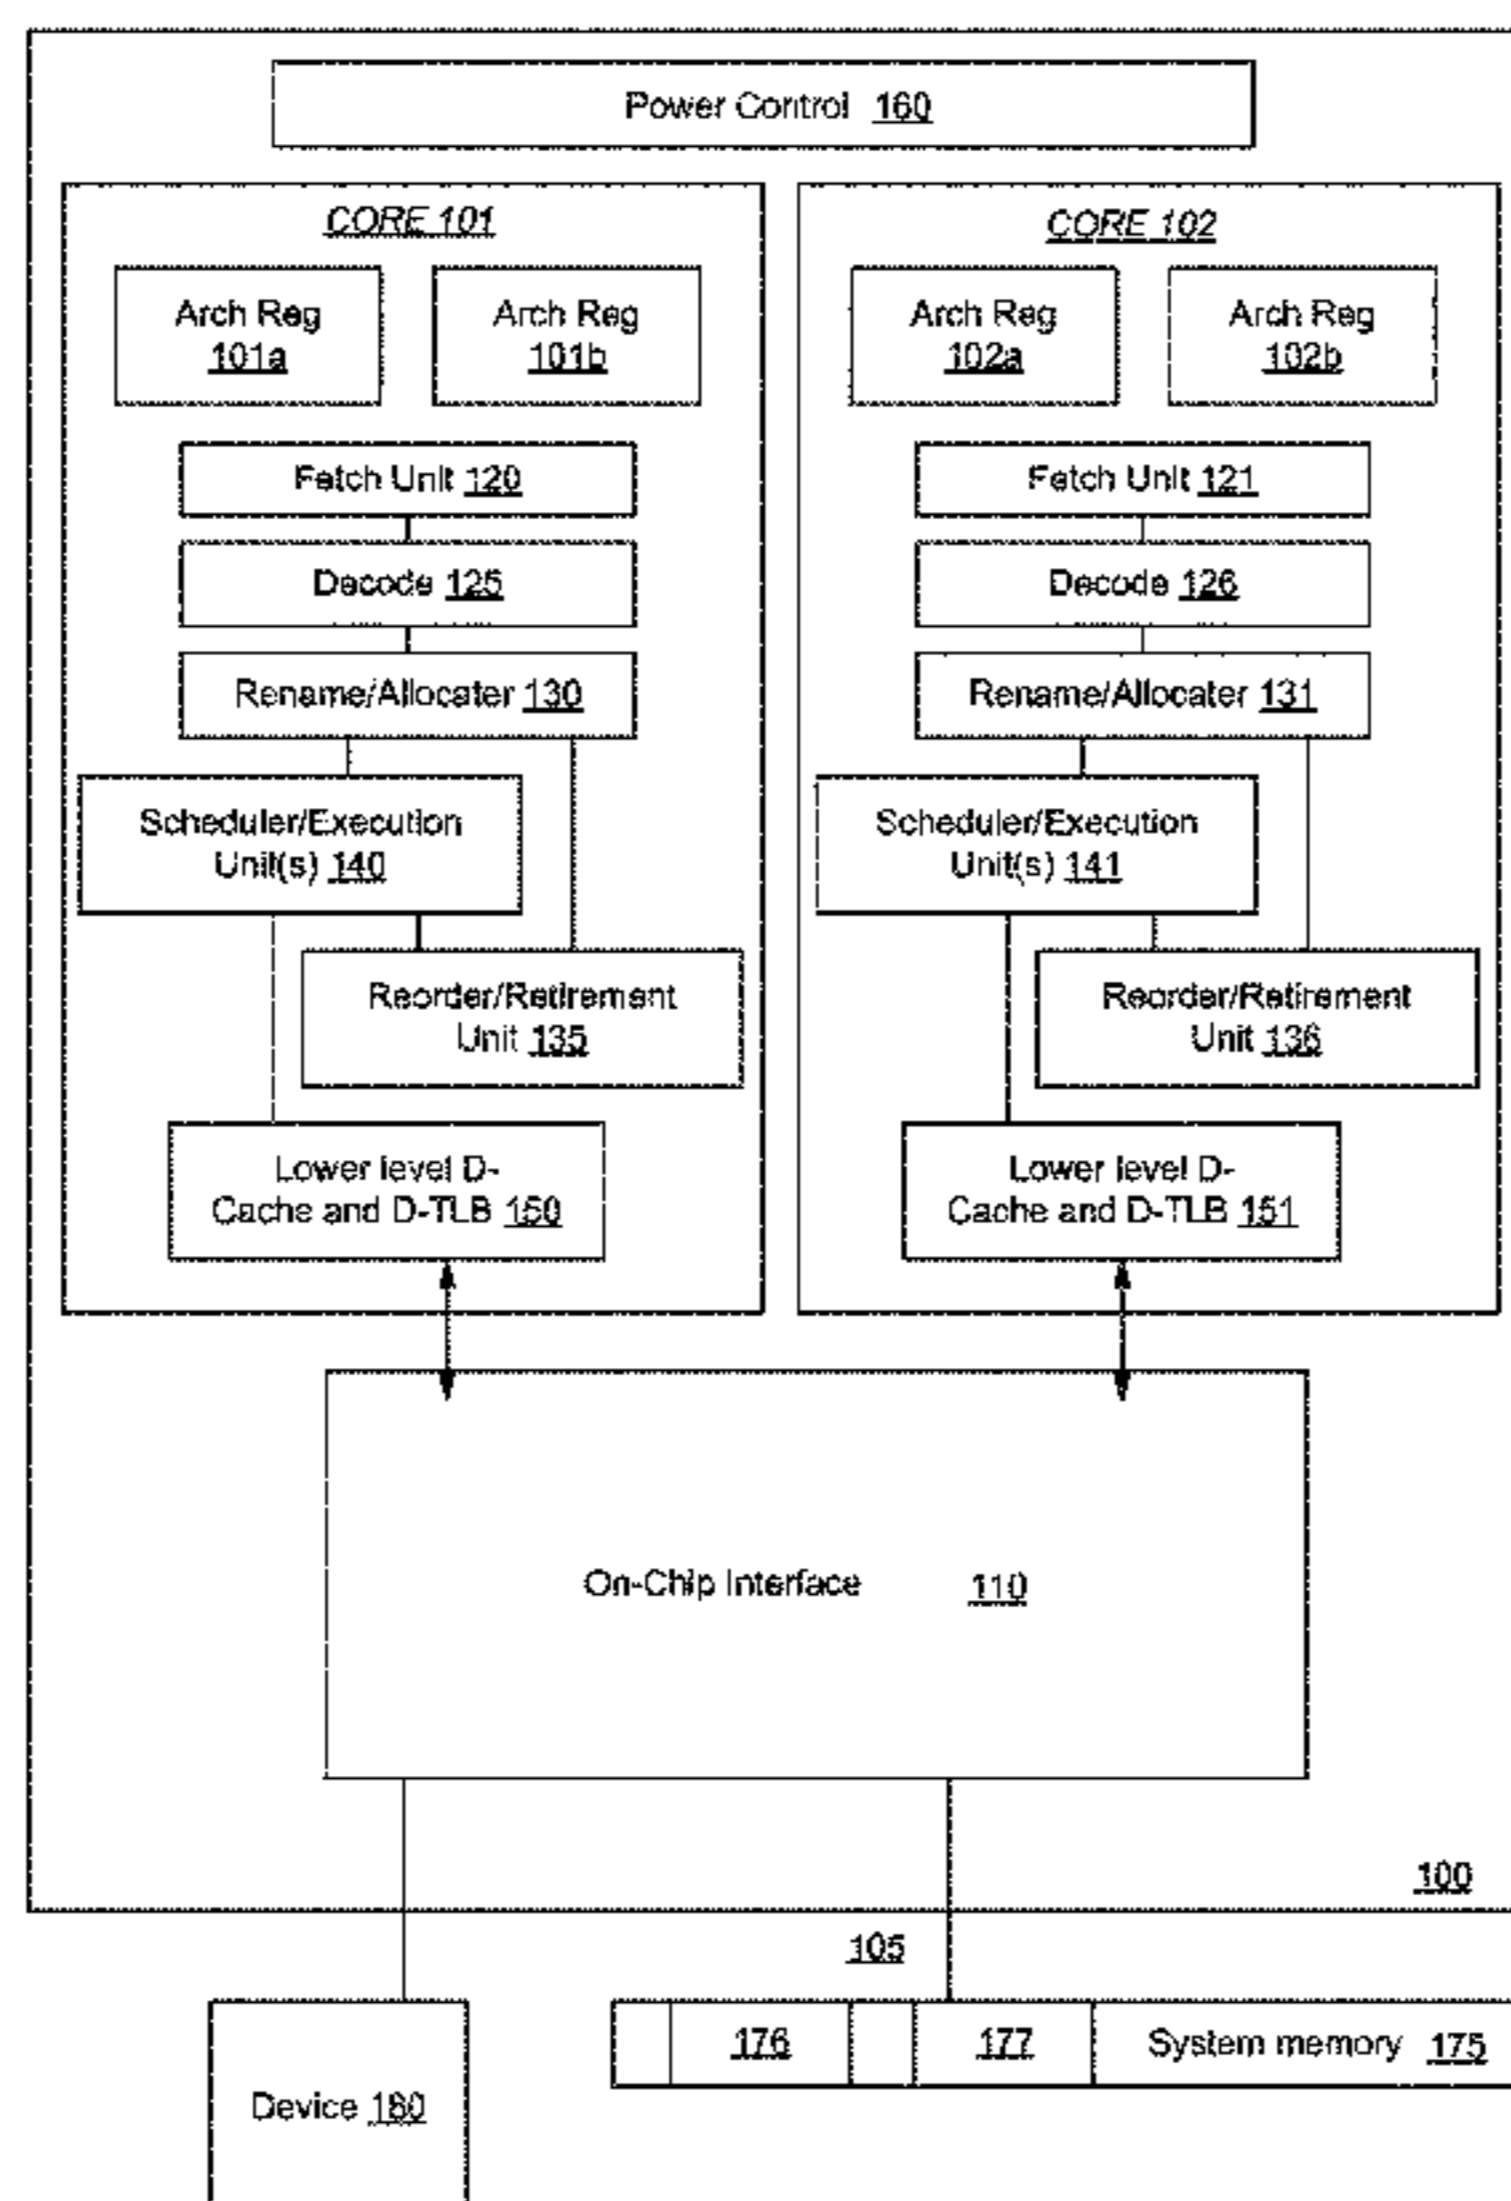 Power Control 160
CORE 101
Arch Reg
101a
Arch Reg
101b
Fetch Unit 120
Decode 125
Rename/Allocater 130
Scheduler/Execution
Unit(s) 140
Reorder/Retirement
Unit 135
Lower level D-
Cache and D-TLB 150
CORE 102
Arch Reg
102a
Arch Reg
102b
Fetch Unit 121
Decode 126
Rename/Allocater 131
Scheduler/Execution
Unit(s) 141
Reorder/Retirement
Unit 136
Lower level D-
Cache and D-TLB 151
On-Chip Interface 110
100
105
176
177
System memory 175
Device 180